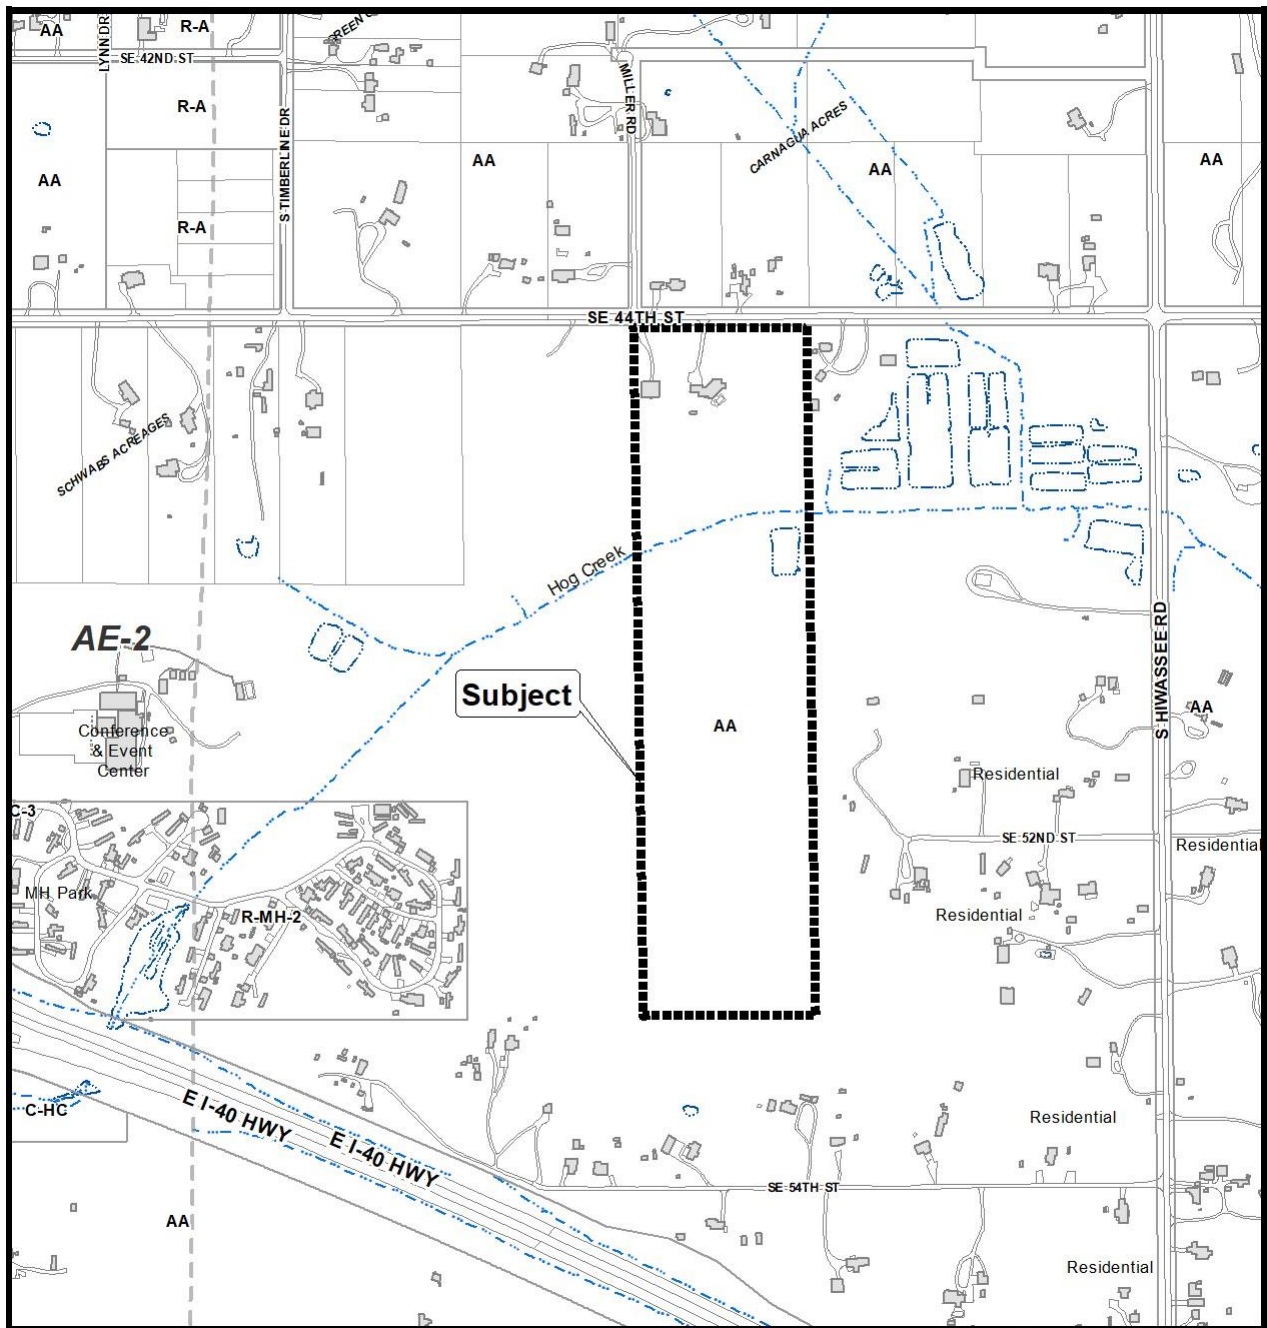 AA
LYNN DR
R-A
GREEN
SE 42ND ST
MILLER RD
R-A
CARNAGUA ACRES
S TIMBERLINE DR
AA
AA
AA
AA
R-A
SE 44TH ST
SCHWABS ACREAGES
Hog Creek
AE-2
S HIWASSEE RD
Subject
AA
AA
Conference
& Event
Center
Residential
C-3
SE 52ND ST
Residential
MH Park
R-MH-2
Residential
C-HC
E I-40 HWY
E I-40 HWY
Residential
SE 54TH ST
AA
Residential